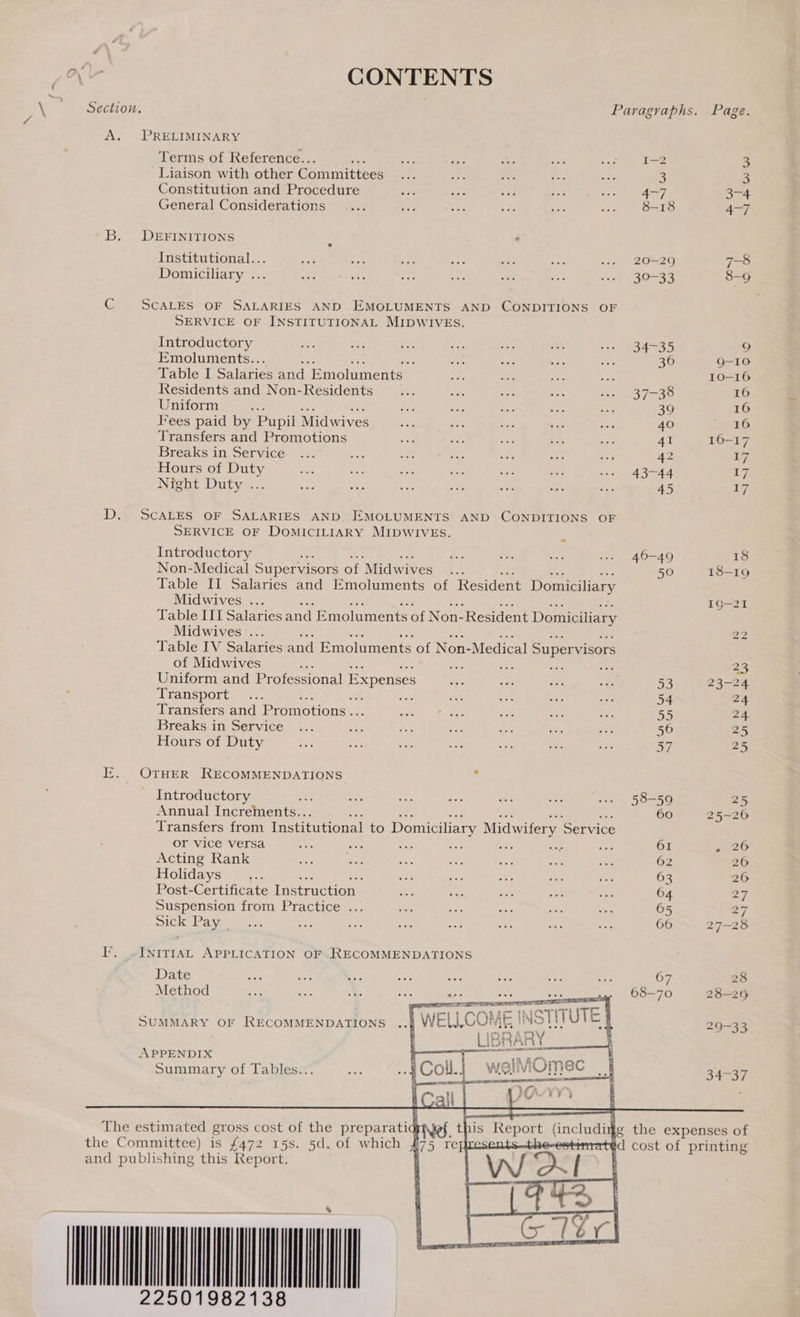 CONTENTS
Section. Paragraphs. Page.
A. PRELIMINARY
Terms of Reference... 1–2 3
Liaison with other Committees ... 3 3
Constitution and Procedure 4–7 3–4
General Considerations ... 8–18 4–7
B. DEFINITIONS
Institutional... 20–29 7–8
Domiciliary ... 30–33 8–9
C SCALES OF SALARIES AND EMOLUMENTS AND CONDITIONS OF
SERVICE OF INSTITUTIONAL MIDWIVES.
Introductory 34–35 9
Emoluments... 36 9–10
Table I Salaries and Emoluments 10–16
Residents and Non-Residents ... 37–38 16
Uniform ... 39 16
Fees paid by Pupil Midwives ... 40 16
Transfers and Promotions 41 16–17
Breaks in Service ... 42 17
Hours of Duty 43–44 17
Night Duty ... 45 17
D. SCALES OF SALARIES AND EMOLUMENTS AND CONDITIONS OF
SERVICE OF DOMICILIARY MIDWIVES.
Introductory 46–49 18
Non-Medical Supervisors of Midwives ... 50 18–19
Table II Salaries and Emoluments of Resident Domiciliary
Midwives ... 19–21
Table III Salaries and Emoluments of Non-Resident Domiciliary
Midwives ... 22
Table IV Salaries and Emoluments of Non-Medical Supervisors
of Midwives 23
Uniform and Professional Expenses 53 23–24
Transport ... 54 24
Transfers and Promotions ... 55 24
Breaks in Service ... 56 25
Hours of Duty 57 25
E. OTHER RECOMMENDATIONS
Introductory 58–59 25
Annual Increments... 60 25–26
Transfers from Institutional to Domiciliary Midwifery Service
or vice versa 61 26
Acting Rank 62 26
Holidays ... 63 26
Post-Certificate Instruction 64 27
Suspension from Practice ... 65 27
Sick Pay ... 66 27–28
F. INITIAL APPLICATION OF RECOMMENDATIONS
Date 67 28
Method 68–70 28–29
SUMMARY OF RECOMMENDATIONS .. 29–33
APPENDIX
Summary of Tables... 34–37
WELLCOME INSTITUTE
LIBRARY
Coll. welMOmec
Call
No.
WA1
1943
G78r
The estimated gross cost of the preparation of this Report (including the expenses of
the Committee) is £472 15s. 5d. of which £75 represents the estimated cost of printing
and publishing this Report.
22501982138